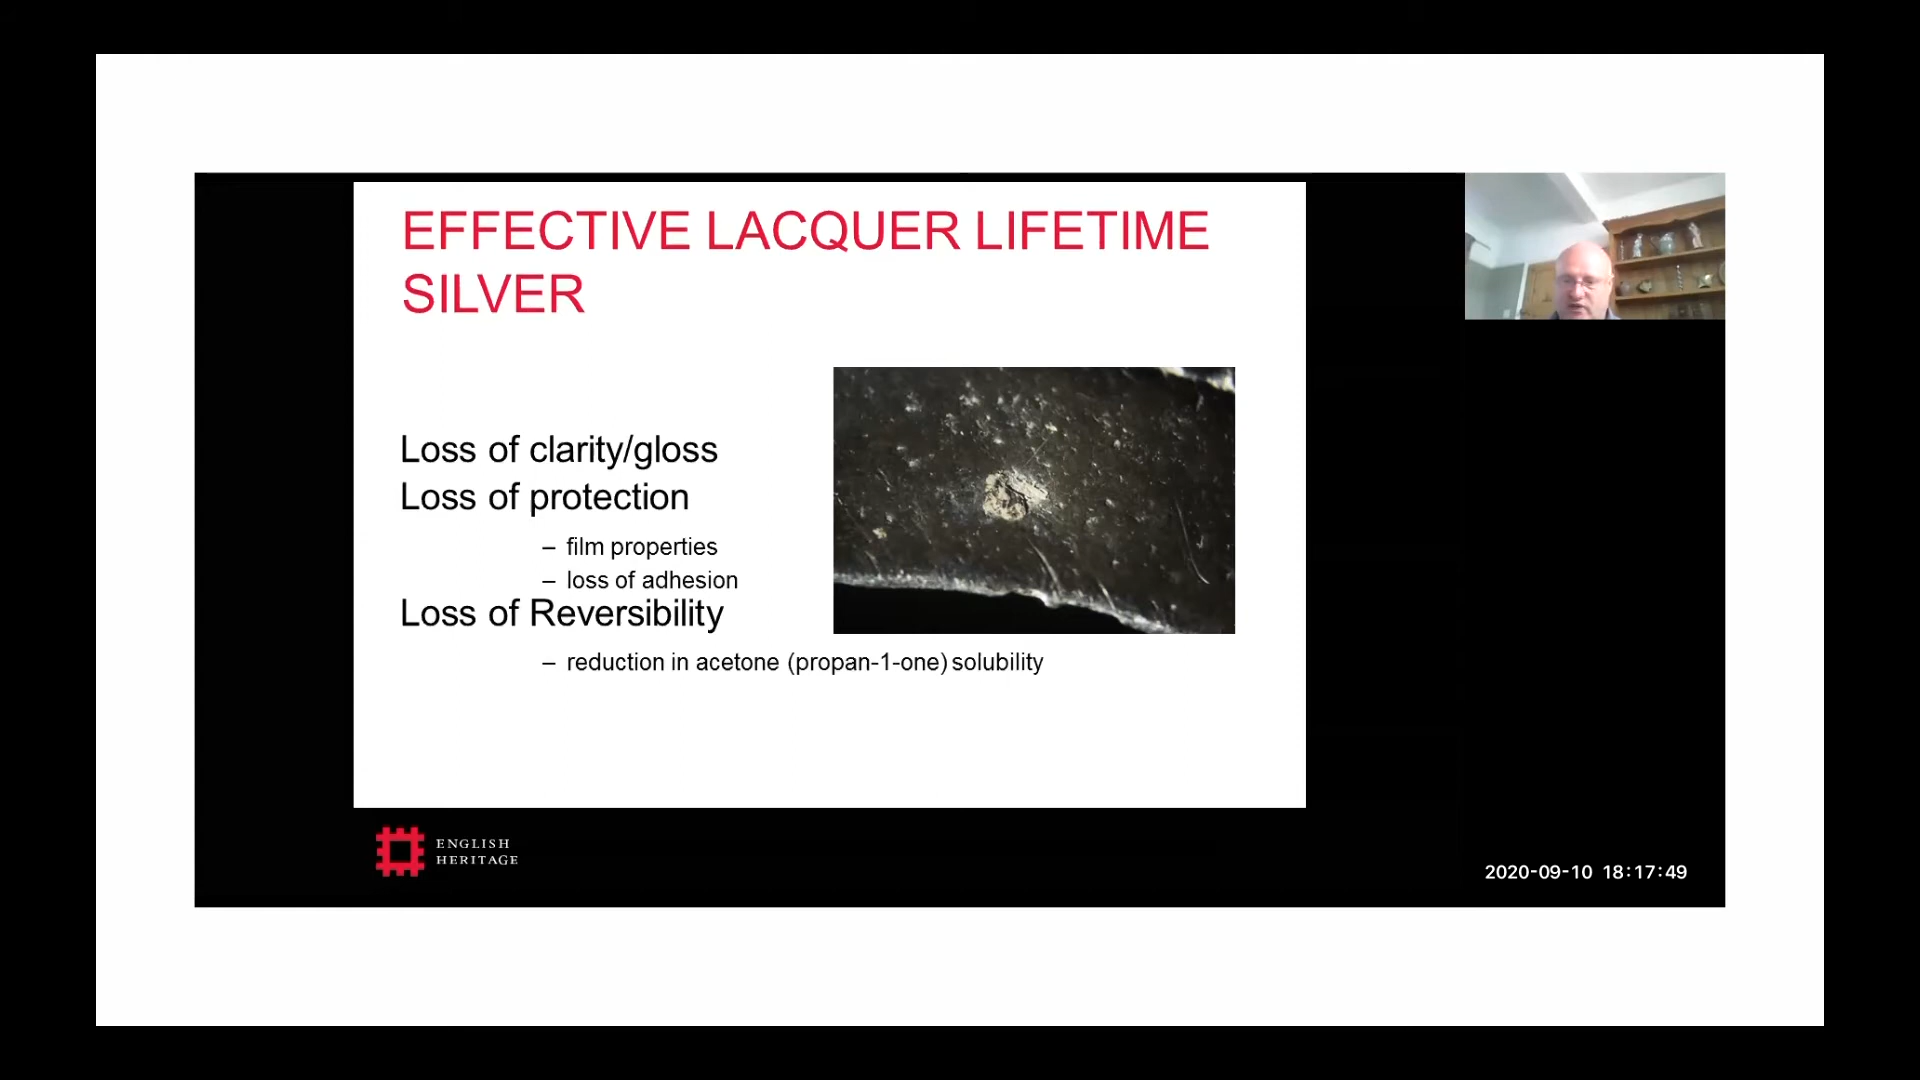 EFFECTIVE LACQUER LIFETIME
SILVER
Loss of clarity/gloss
Loss of protection
– film properties
– loss of adhesion
Loss of Reversibility
– reduction in acetone (propan-1-one) solubility
ENGLISH
HERITAGE
2020-09-10 18:17:49